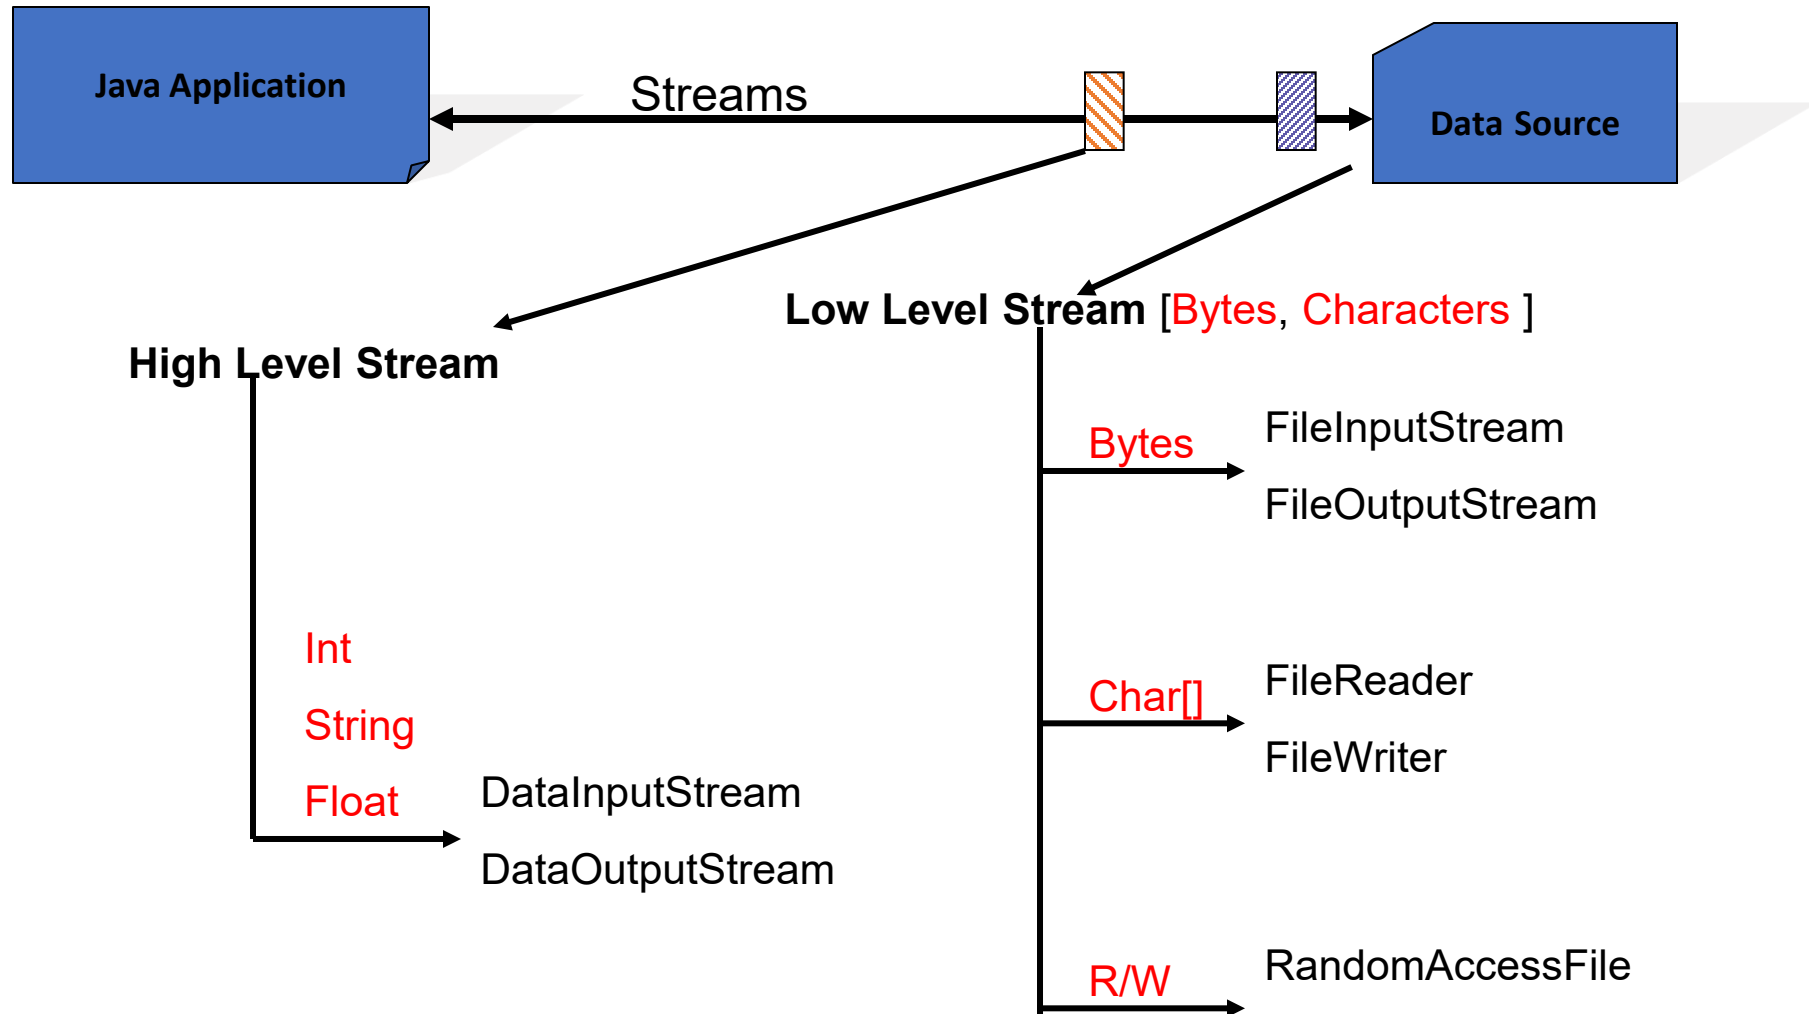 Java Application
Streams
Data Source
Low Level Stream [Bytes, Characters ]
High Level Stream
Bytes
FileInputStream
FileOutputStream
Int
String
Float
DataInputStream
DataOutputStream
Char[]
FileReader
FileWriter
R/W
RandomAccessFile